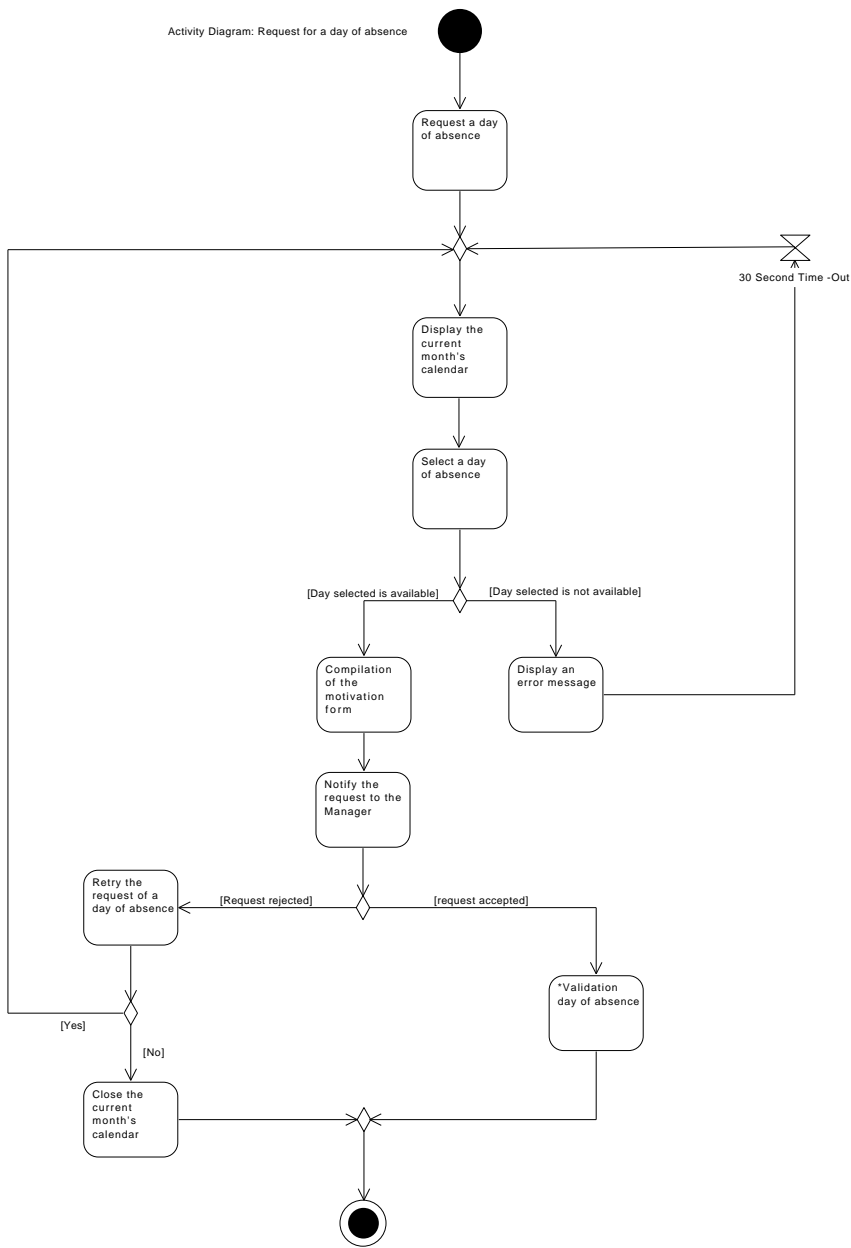 Activity Diagram: Request for a day of absence
Request a day
of absence
30 Second Time -Out
Display the
current
month's
calendar
Select a day
of absence
[Day selected is available]
[Day selected is not available]
Compilation
of the
motivation
form
Display an
error message
Notify the
request to the
Manager
Retry the
request of a
day of absence
[Request rejected]
[request accepted]
*Validation
day of absence
[Yes]
[No]
Close the
current
month's
calendar